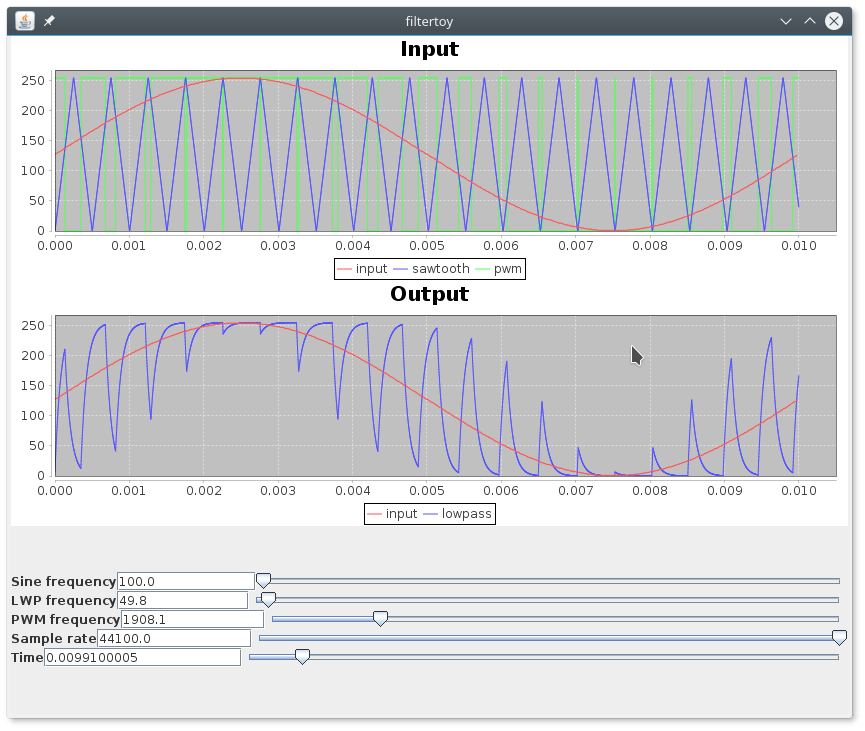 filtertoy
Input
250
200
150
100
50
0
0.000 0.001 0.002 0.003 0.004 0.005 0.006 0.007 0.008 0.009 0.010
input sawtooth pwm
Output
250
200
150
100
50
0
0.000 0.001 0.002 0.003 0.004 0.005 0.006 0.007 0.008 0.009 0.010
input lowpass
Sine frequency 100.0
LWP frequency 49.8
PWM frequency 1908.1
Sample rate 44100.0
Time 0.0099100005